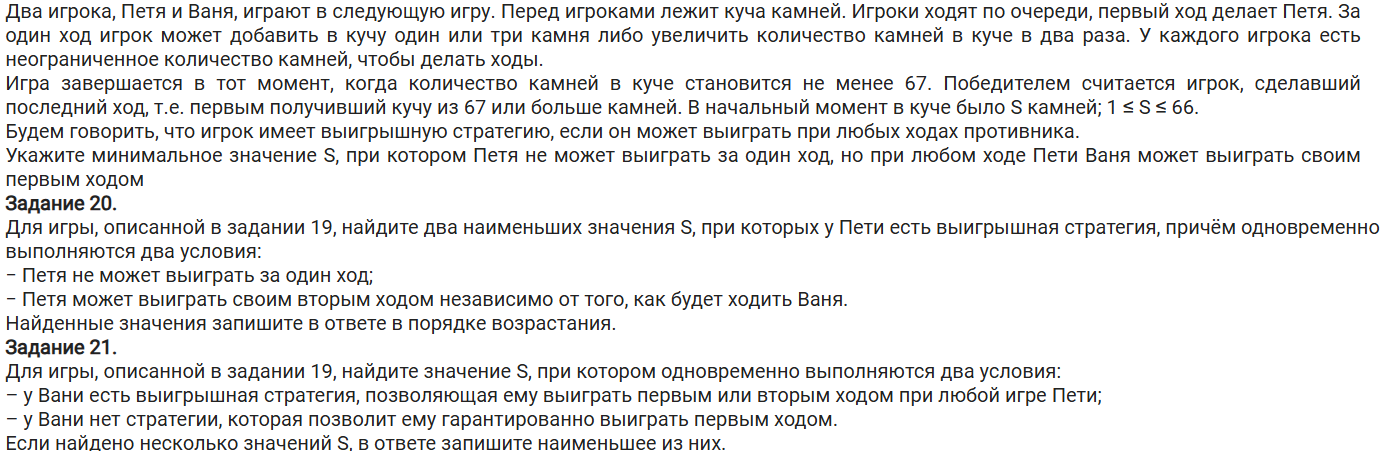 Два игрока, Петя и Ваня, играют в следующую игру. Перед игроками лежит куча камней. Игроки ходят по очереди, первый ход делает Петя. За
один ход игрок может добавить в кучу один или три камня либо увеличить количество камней в куче в два раза. У каждого игрока есть
неограниченное количество камней, чтобы делать ходы.
Игра завершается в тот момент, когда количество камней в куче становится не менее 67. Победителем считается игрок, сделавший
последний ход, т.е. первым получивший кучу из 67 или больше камней. В начальный момент в куче было S камней; 1 ≤ S ≤ 66.
Будем говорить, что игрок имеет выигрышную стратегию, если он может выиграть при любых ходах противника.
Укажите минимальное значение S, при котором Петя не может выиграть за один ход, но при любом ходе Пети Ваня может выиграть своим
первым ходом
Задание 20.
Для игры, описанной в задании 19, найдите два наименьших значения S, при которых у Пети есть выигрышная стратегия, причём одновременно
выполняются два условия:
− Петя не может выиграть за один ход;
− Петя может выиграть своим вторым ходом независимо от того, как будет ходить Ваня.
Найденные значения запишите в ответе в порядке возрастания.
Задание 21.
Для игры, описанной в задании 19, найдите значение S, при котором одновременно выполняются два условия:
– у Вани есть выигрышная стратегия, позволяющая ему выиграть первым или вторым ходом при любой игре Пети;
– у Вани нет стратегии, которая позволит ему гарантированно выиграть первым ходом.
Если найдено несколько значений S, в ответе запишите наименьшее из них.